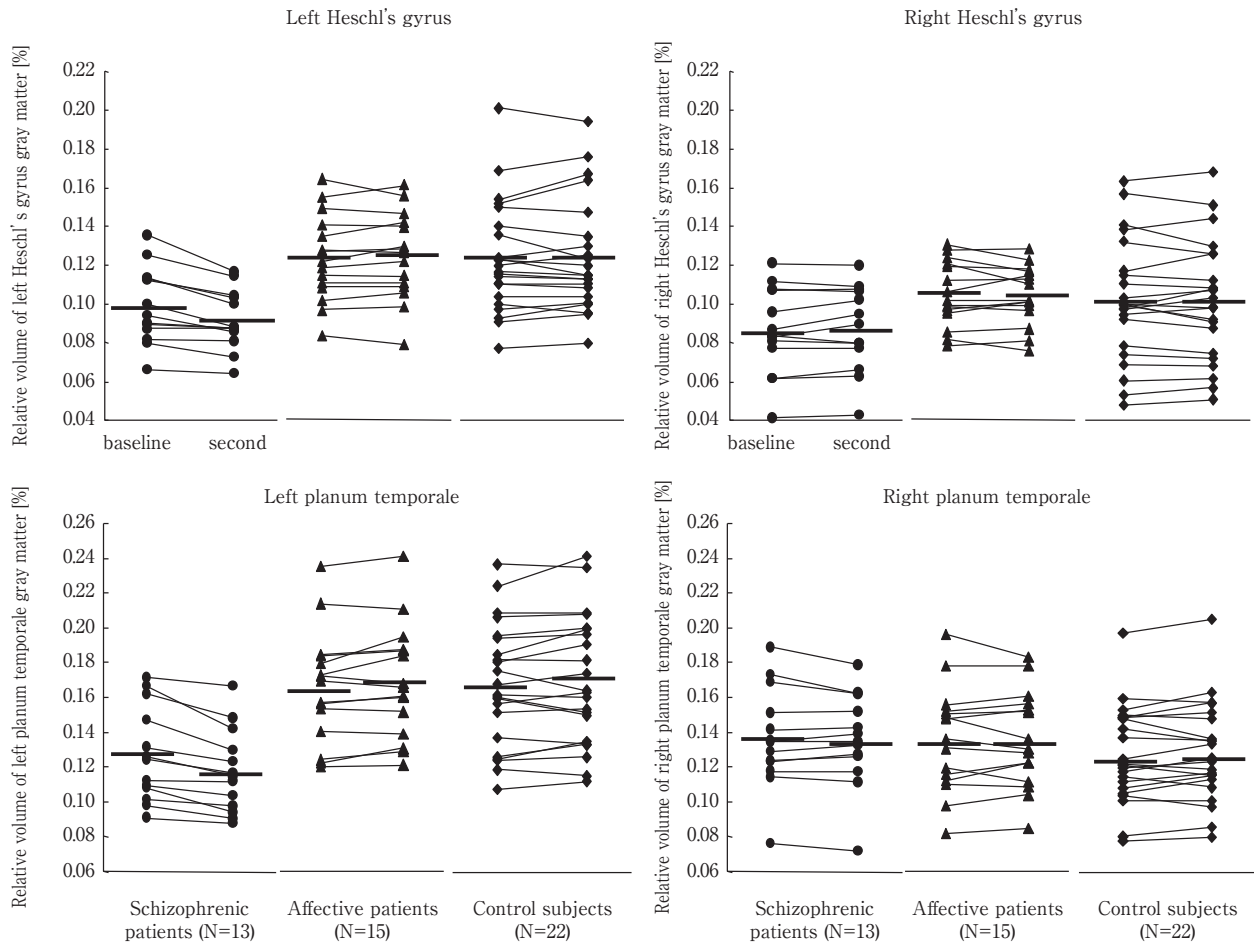 Left Heschl's gyrus
Relative volume of left Heschl' s gyrus gray matter [%]
0.22
0.20
0.18
0.16
0.14
0.12
0.10
0.08
0.06
0.04
baseline second
Right Heschl's gyrus
Relative volume of right Heschl's gyrus gray matter [%]
0.22
0.20
0.18
0.16
0.14
0.12
0.10
0.08
0.06
0.04
baseline second
Left planum temporale
Relative volume of left planum temporale gray matter [%]
0.26
0.24
0.22
0.20
0.18
0.16
0.14
0.12
0.10
0.08
0.06
Schizophrenic
patients (N=13)
Affective patients
(N=15)
Control subjects
(N=22)
Right planum temporale
Relative volume of right planum temporale gray matter [%]
0.26
0.24
0.22
0.20
0.18
0.16
0.14
0.12
0.10
0.08
0.06
Schizophrenic
patients (N=13)
Affective patients
(N=15)
Control subjects
(N=22)